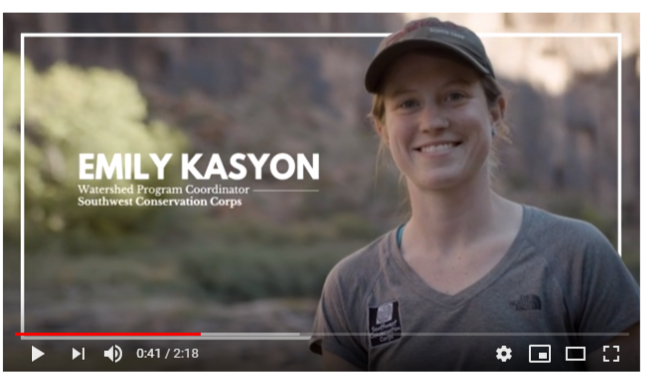 EMILY KASYON
Watershed Program Coordinator
Southwest Conservation Corps
0:41 / 2:18